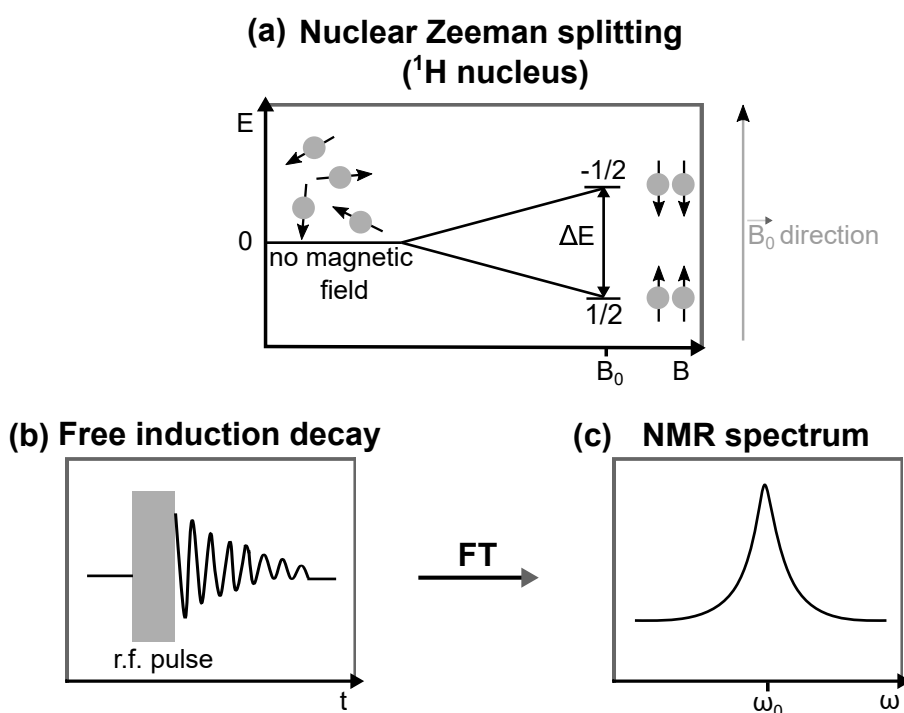 (a) Nuclear Zeeman splitting
(¹H nucleus)
E
-1/2
0
ΔE
B₀ direction
no magnetic
field
1/2
B₀
B
(b) Free induction decay
(c) NMR spectrum
FT
r.f. pulse
t
ω₀
ω